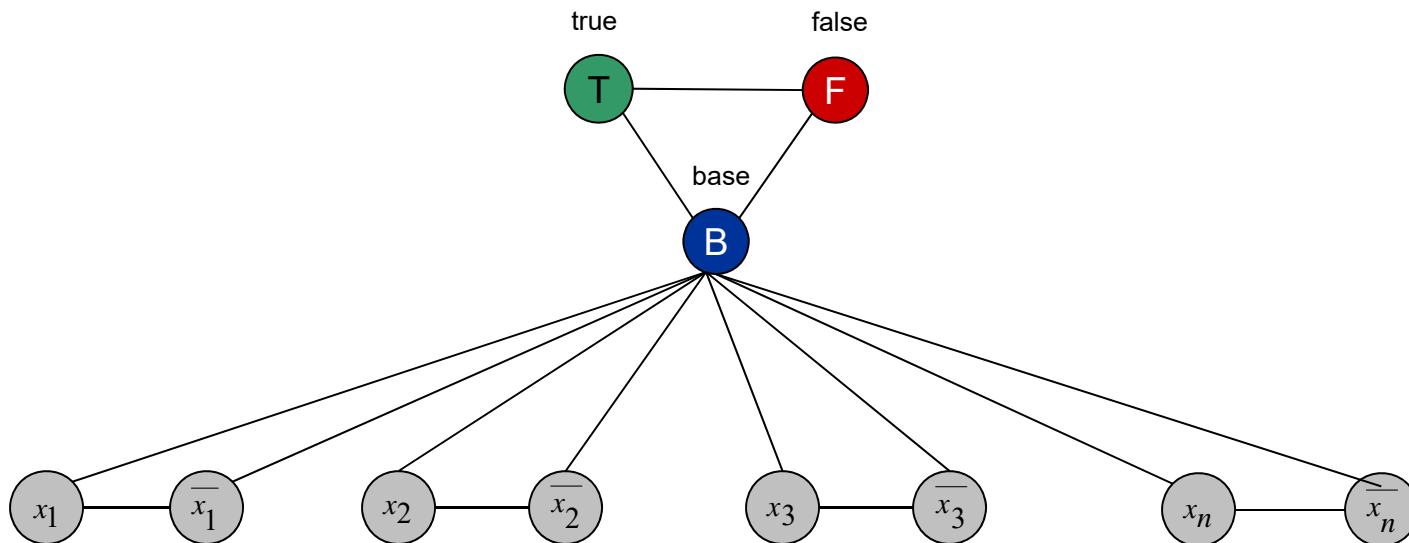 true false
T F
base
B
x₁ x̅₁ x₂ x̅₂ x₃ x̅₃ xₙ x̅ₙ